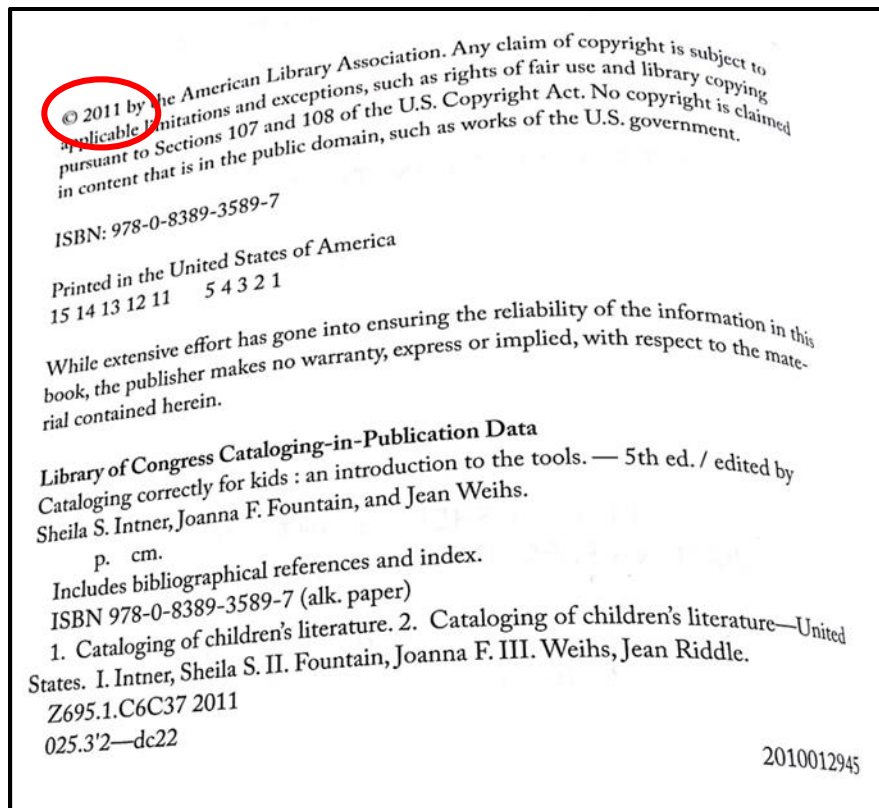 © 2011 by the American Library Association. Any claim of copyright is subject to
applicable limitations and exceptions, such as rights of fair use and library copying
pursuant to Sections 107 and 108 of the U.S. Copyright Act. No copyright is claimed
in content that is in the public domain, such as works of the U.S. government.
ISBN: 978-0-8389-3589-7
Printed in the United States of America
15 14 13 12 11 5 4 3 2 1
While extensive effort has gone into ensuring the reliability of the information in this
book, the publisher makes no warranty, express or implied, with respect to the mate-
rial contained herein.
Library of Congress Cataloging-in-Publication Data
Cataloging correctly for kids : an introduction to the tools. — 5th ed. / edited by
Sheila S. Intner, Joanna F. Fountain, and Jean Weihs.
p. cm.
Includes bibliographical references and index.
ISBN 978-0-8389-3589-7 (alk. paper)
1. Cataloging of children's literature. 2. Cataloging of children's literature—United
States. I. Intner, Sheila S. II. Fountain, Joanna F. III. Weihs, Jean Riddle.
Z695.1.C6C37 2011
025.3'2—dc22
2010012945